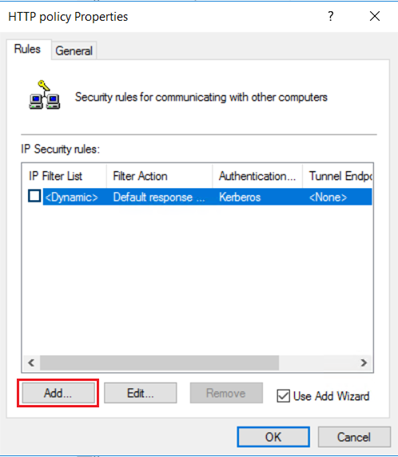 HTTP policy Properties
Rules General
Security rules for communicating with other computers
IP Security rules:
IP Filter List Filter Action Authentication... Tunnel Endpo
<Dynamic> Default response ... Kerberos <None>
Add... Edit... Remove Use Add Wizard
OK Cancel